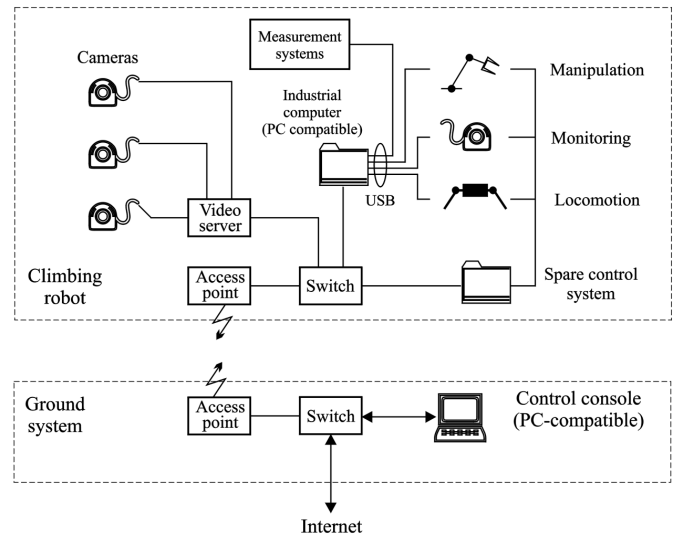 Measurement
systems
Cameras
Manipulation
Industrial
computer
(PC compatible)
Monitoring
USB
Locomotion
Video
server
Climbing
robot
Access
point
Switch
Spare control
system
Ground
system
Access
point
Switch
Control console
(PC-compatible)
Internet